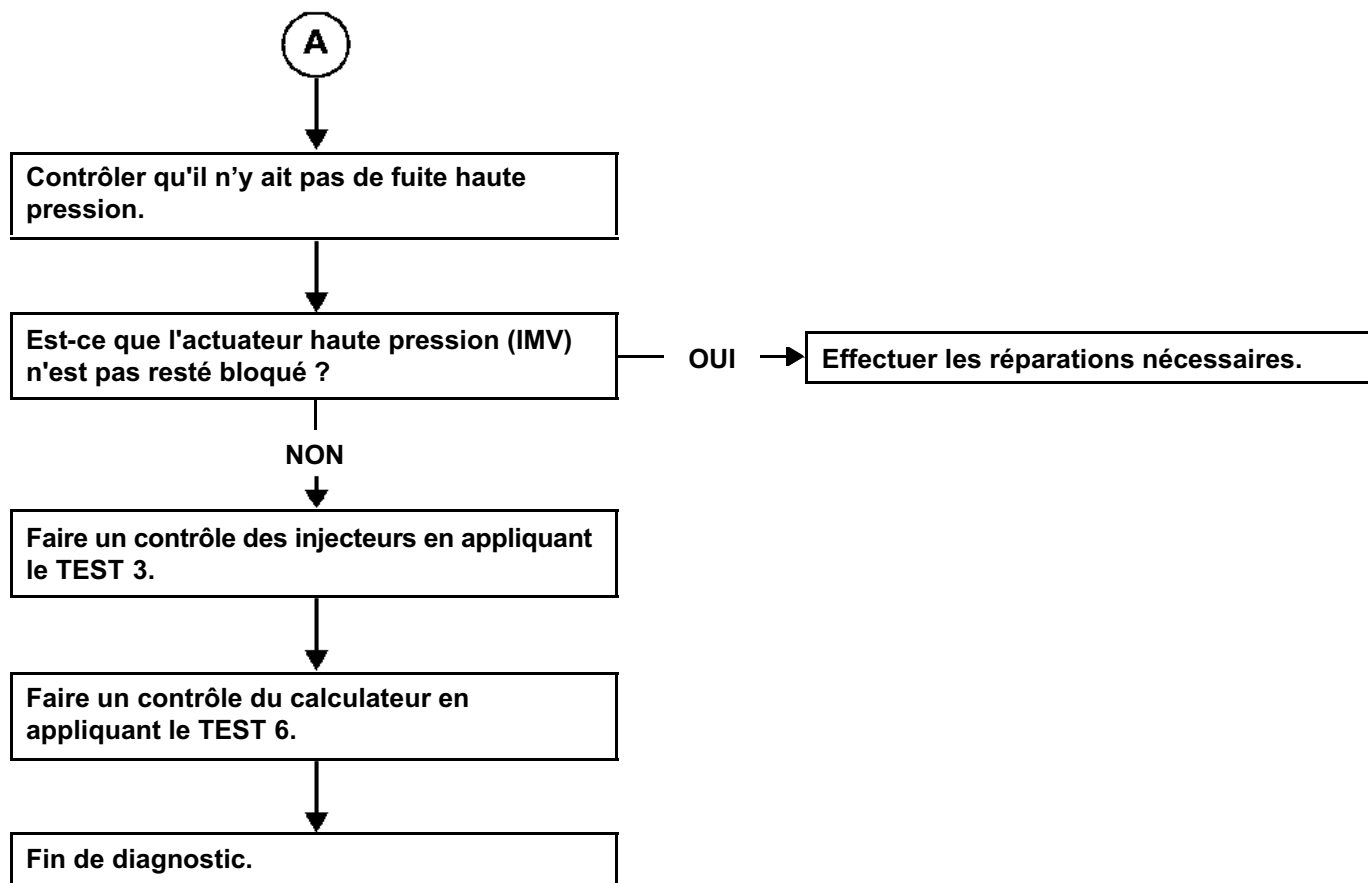 A
Contrôler qu'il n’y ait pas de fuite haute
pression.
Est-ce que l'actuateur haute pression (IMV)
n'est pas resté bloqué ?
OUI
Effectuer les réparations nécessaires.
NON
Faire un contrôle des injecteurs en appliquant
le TEST 3.
Faire un contrôle du calculateur en
appliquant le TEST 6.
Fin de diagnostic.